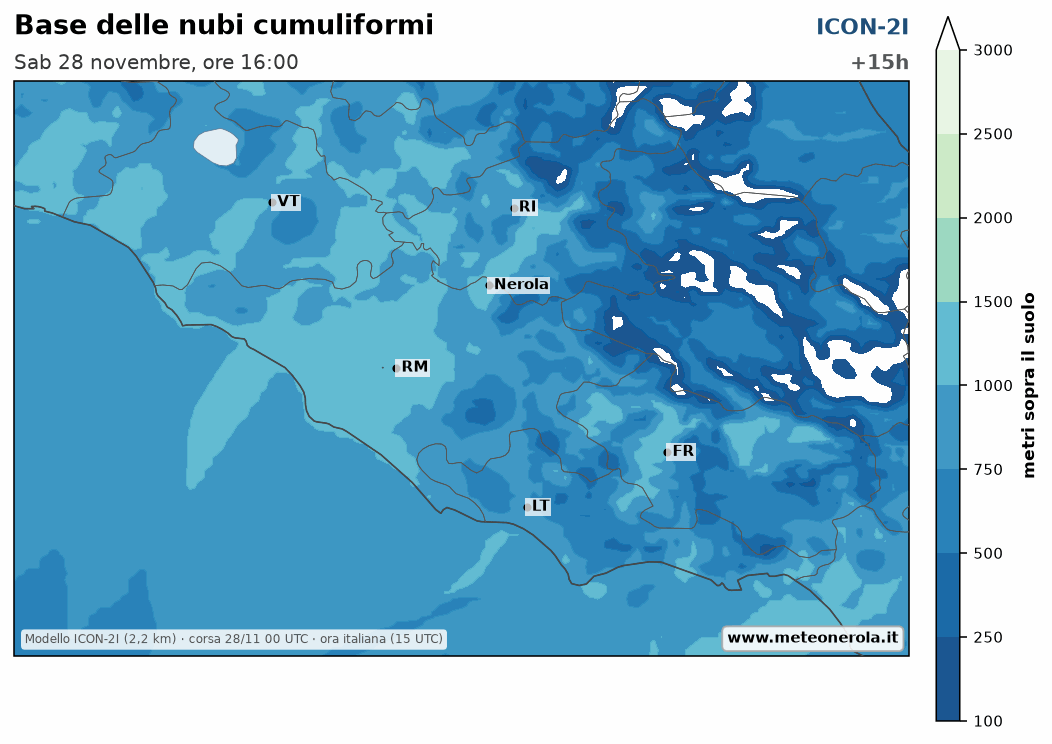 Base delle nubi cumuliformi
ICON-2I
Sab 28 novembre, ore 16:00
+15h
VT
RI
Nerola
RM
FR
LT
Modello ICON-2I (2,2 km) · corsa 28/11 00 UTC · ora italiana (15 UTC)
www.meteonerola.it
3000
2500
2000
1500
1000
750
500
250
100
metri sopra il suolo